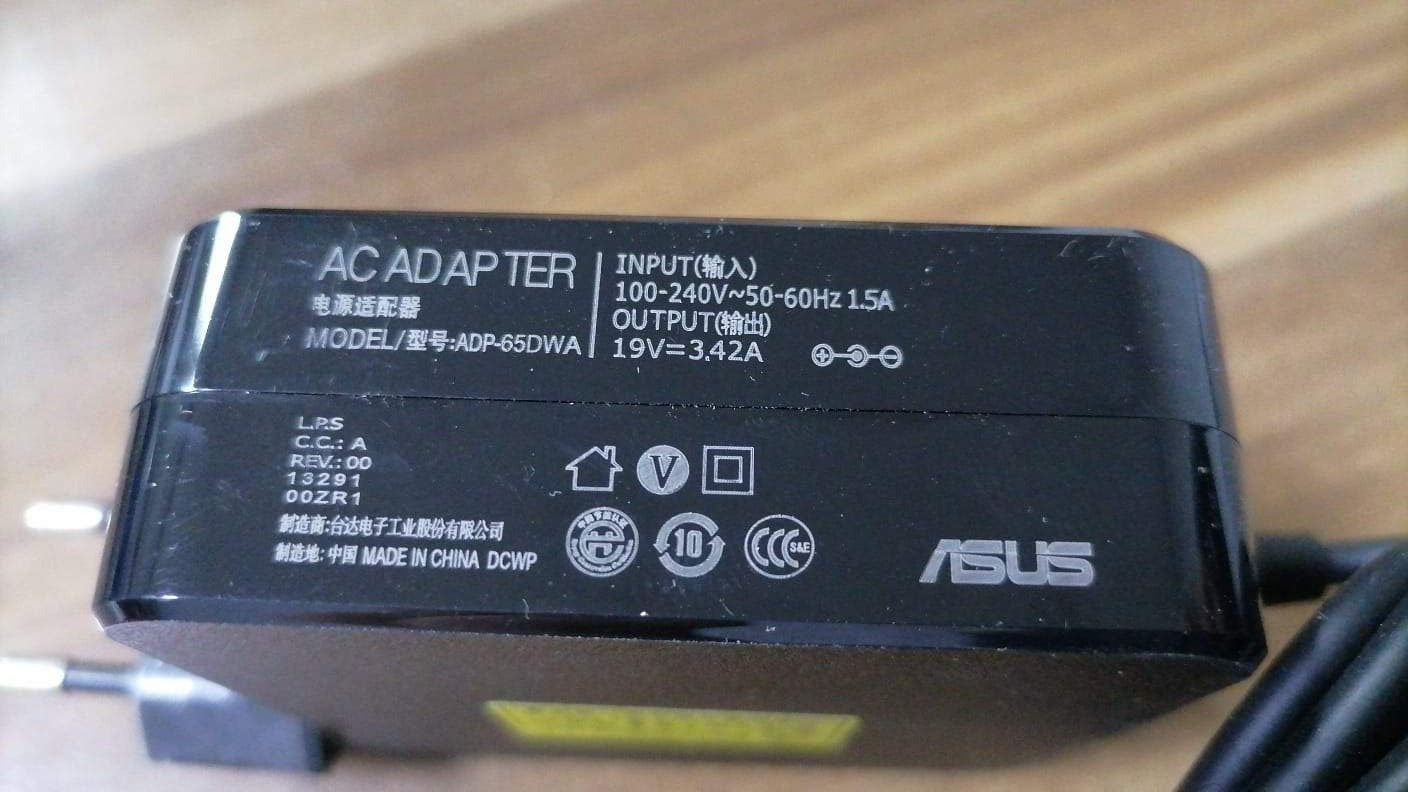 AC ADAPTER
电源适配器
MODEL/型号:ADP-65DWA
INPUT(输入)
100-240V~50-60Hz 1.5A
OUTPUT(输出)
19V=3.42A
L.P.S
C.C.: A
REV.: 00
13291
00ZR1
制造商:台达电子工业股份有限公司
制造地: 中国 MADE IN CHINA DCWP
V
10
CCC S&E
ASUS